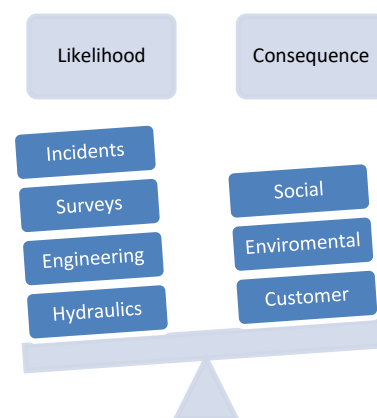 Likelihood
Consequence
Incidents
Surveys
Engineering
Hydraulics
Social
Enviromental
Customer